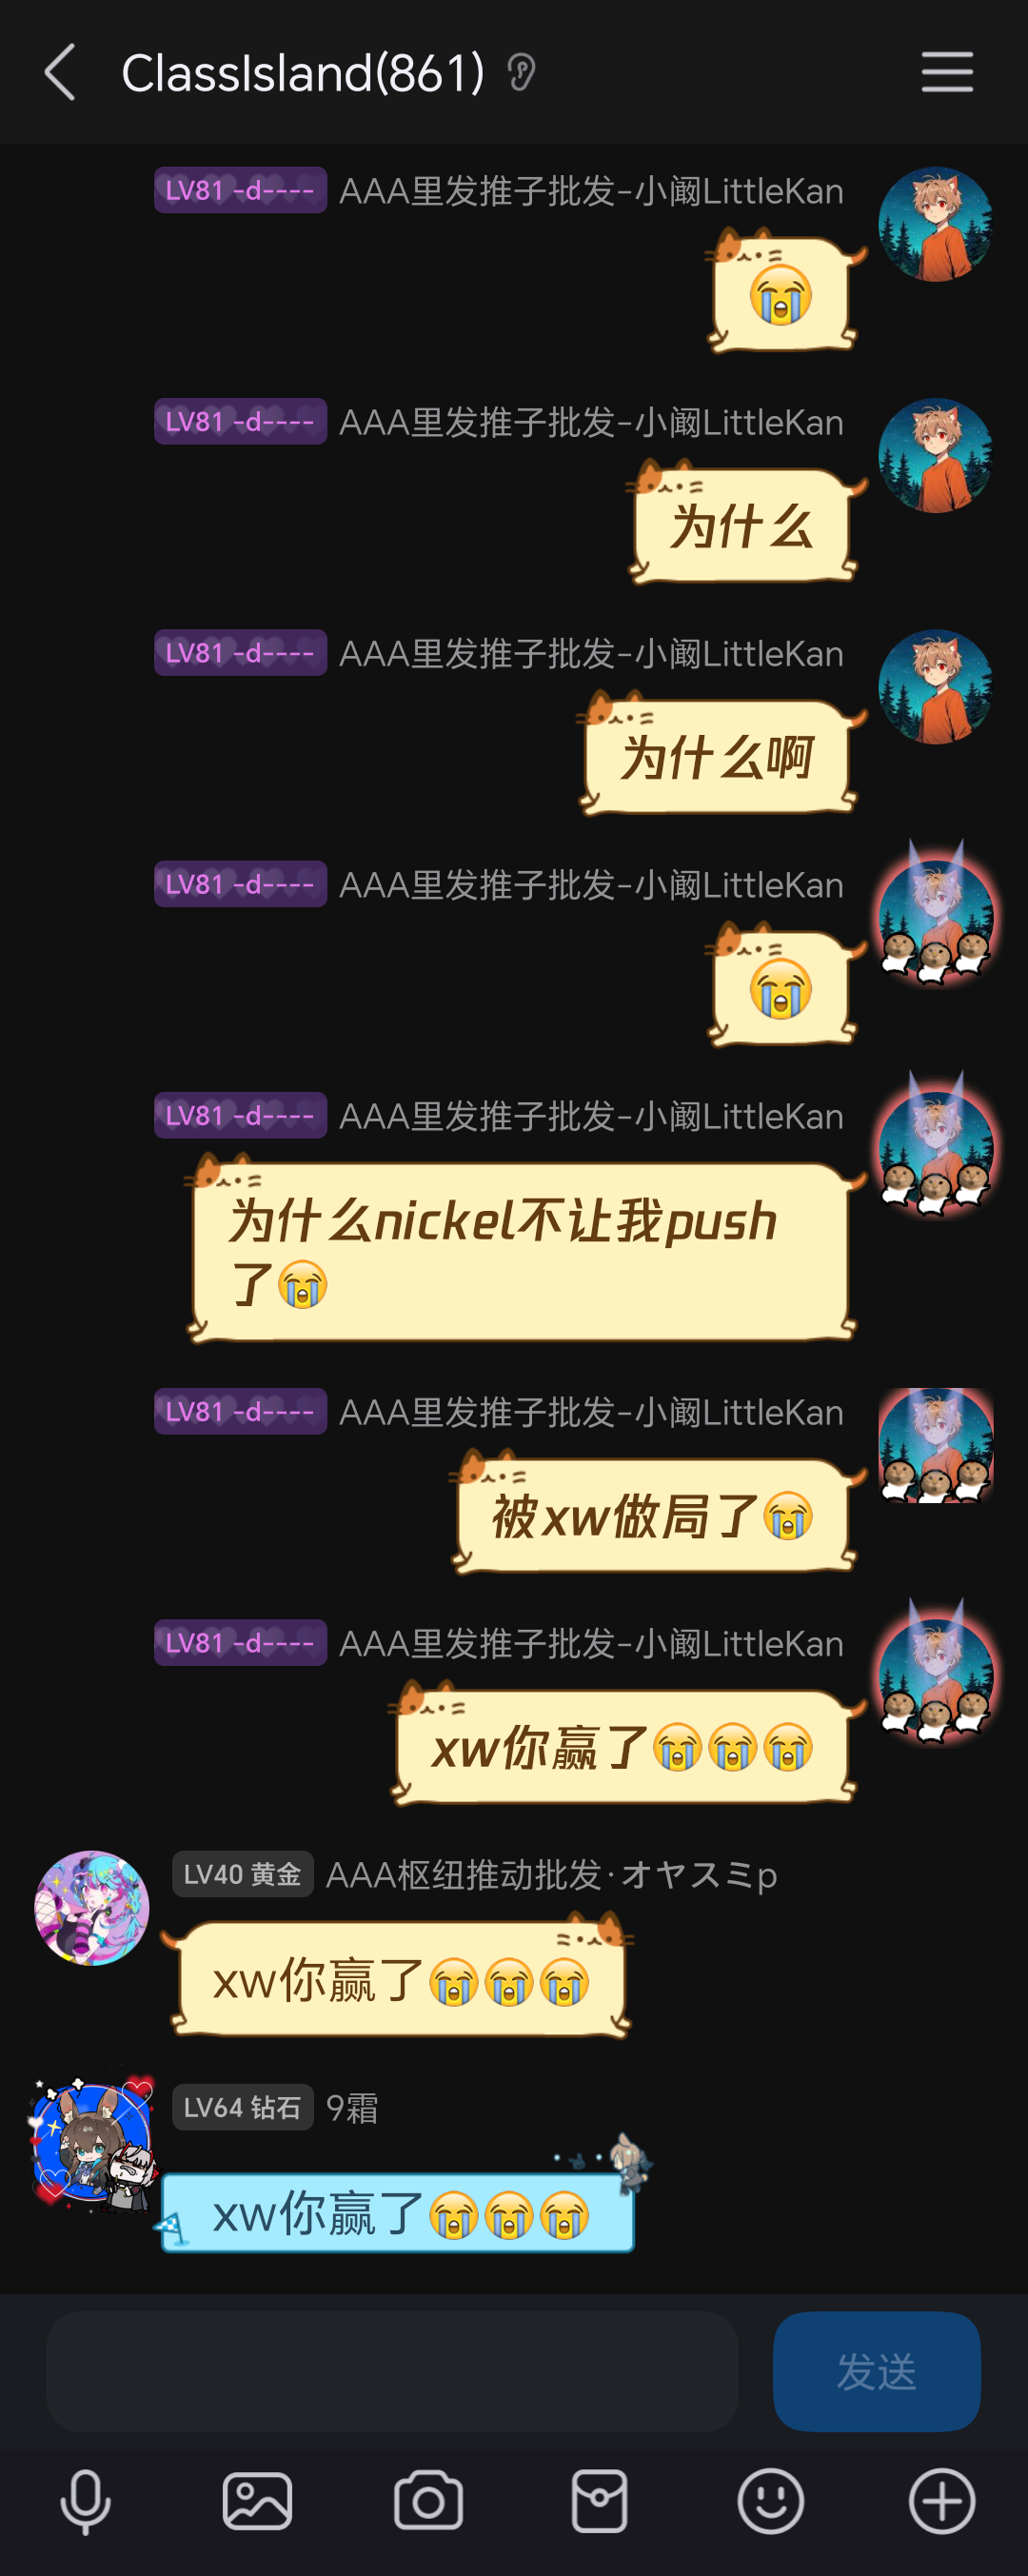 ClassIsland(861)
LV81 -d---- AAA里发推子批发-小阚LittleKan
😭
LV81 -d---- AAA里发推子批发-小阚LittleKan
为什么
LV81 -d---- AAA里发推子批发-小阚LittleKan
为什么啊
LV81 -d---- AAA里发推子批发-小阚LittleKan
😭
LV81 -d---- AAA里发推子批发-小阚LittleKan
为什么nickel不让我push
了😭
LV81 -d---- AAA里发推子批发-小阚LittleKan
被xw做局了😭
LV81 -d---- AAA里发推子批发-小阚LittleKan
xw你赢了😭😭😭
LV40 黄金 AAA枢纽推动批发·オヤスミp
xw你赢了😭😭😭
LV64 钻石 9霜
xw你赢了😭😭😭
发送